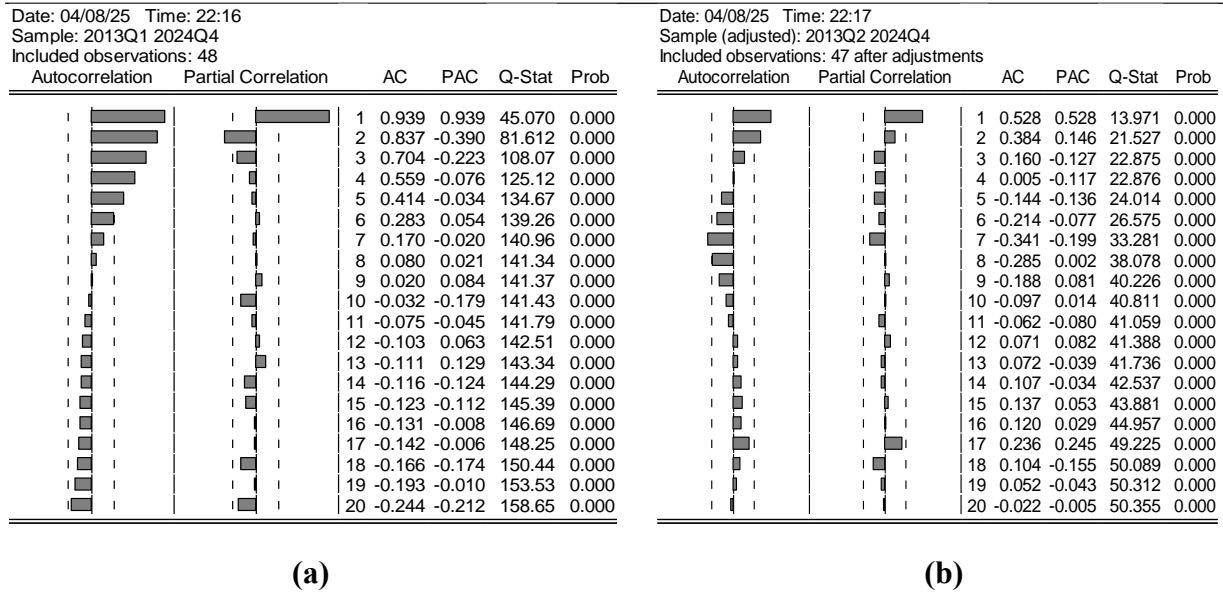 Date: 04/08/25 Time: 22:16
Sample: 2013Q1 2024Q4
Included observations: 48
Autocorrelation Partial Correlation AC PAC Q-Stat Prob
1 0.939 0.939 45.070 0.000
2 0.837 -0.390 81.612 0.000
3 0.704 -0.223 108.07 0.000
4 0.559 -0.076 125.12 0.000
5 0.414 -0.034 134.67 0.000
6 0.283 0.054 139.26 0.000
7 0.170 -0.020 140.96 0.000
8 0.080 0.021 141.34 0.000
9 0.020 0.084 141.37 0.000
10 -0.032 -0.179 141.43 0.000
11 -0.075 -0.045 141.79 0.000
12 -0.103 0.063 142.51 0.000
13 -0.111 0.129 143.34 0.000
14 -0.116 -0.124 144.29 0.000
15 -0.123 -0.112 145.39 0.000
16 -0.131 -0.008 146.69 0.000
17 -0.142 -0.006 148.25 0.000
18 -0.166 -0.174 150.44 0.000
19 -0.193 -0.010 153.53 0.000
20 -0.244 -0.212 158.65 0.000
(a)
Date: 04/08/25 Time: 22:17
Sample (adjusted): 2013Q2 2024Q4
Included observations: 47 after adjustments
Autocorrelation Partial Correlation AC PAC Q-Stat Prob
1 0.528 0.528 13.971 0.000
2 0.384 0.146 21.527 0.000
3 0.160 -0.127 22.875 0.000
4 0.005 -0.117 22.876 0.000
5 -0.144 -0.136 24.014 0.000
6 -0.214 -0.077 26.575 0.000
7 -0.341 -0.199 33.281 0.000
8 -0.285 0.002 38.078 0.000
9 -0.188 0.081 40.226 0.000
10 -0.097 0.014 40.811 0.000
11 -0.062 -0.080 41.059 0.000
12 0.071 0.082 41.388 0.000
13 0.072 -0.039 41.736 0.000
14 0.107 -0.034 42.537 0.000
15 0.137 0.053 43.881 0.000
16 0.120 0.029 44.957 0.000
17 0.236 0.245 49.225 0.000
18 0.104 -0.155 50.089 0.000
19 0.052 -0.043 50.312 0.000
20 -0.022 -0.005 50.355 0.000
(b)